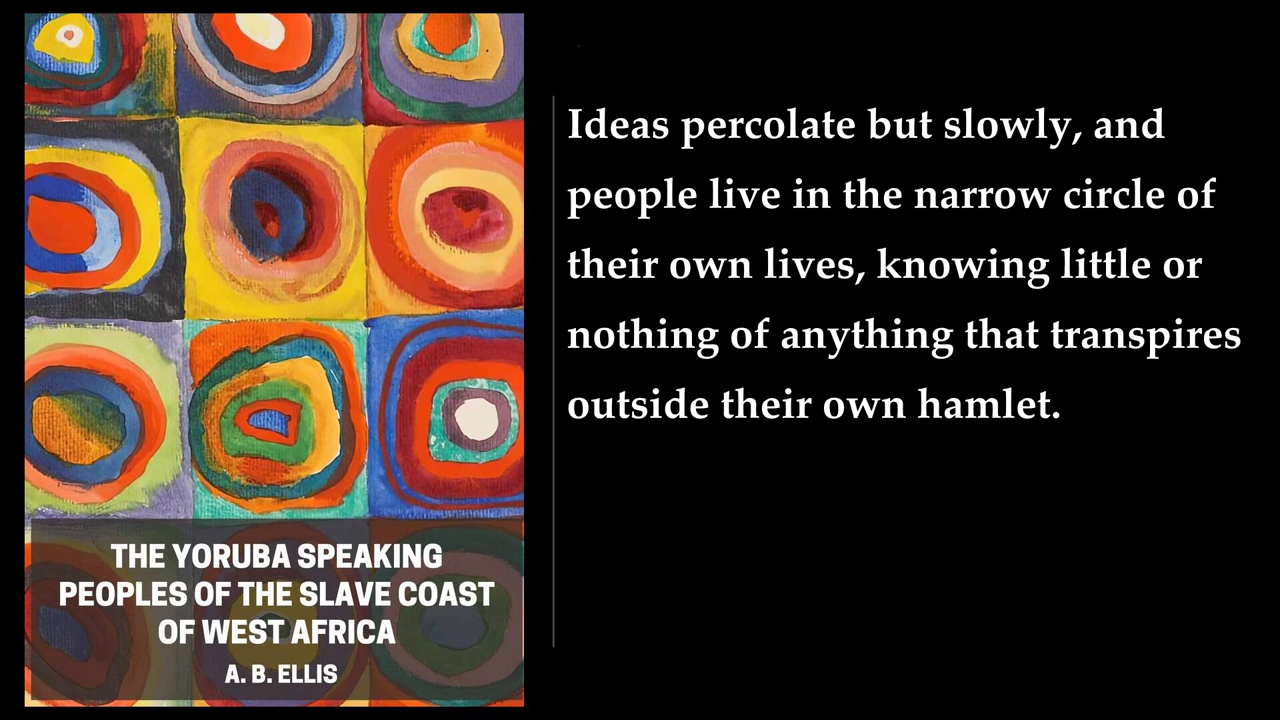 Ideas percolate but slowly, and
people live in the narrow circle of
their own lives, knowing little or
nothing of anything that transpires
outside their own hamlet.
THE YORUBA SPEAKING
PEOPLES OF THE SLAVE COAST
OF WEST AFRICA
A. B. ELLIS